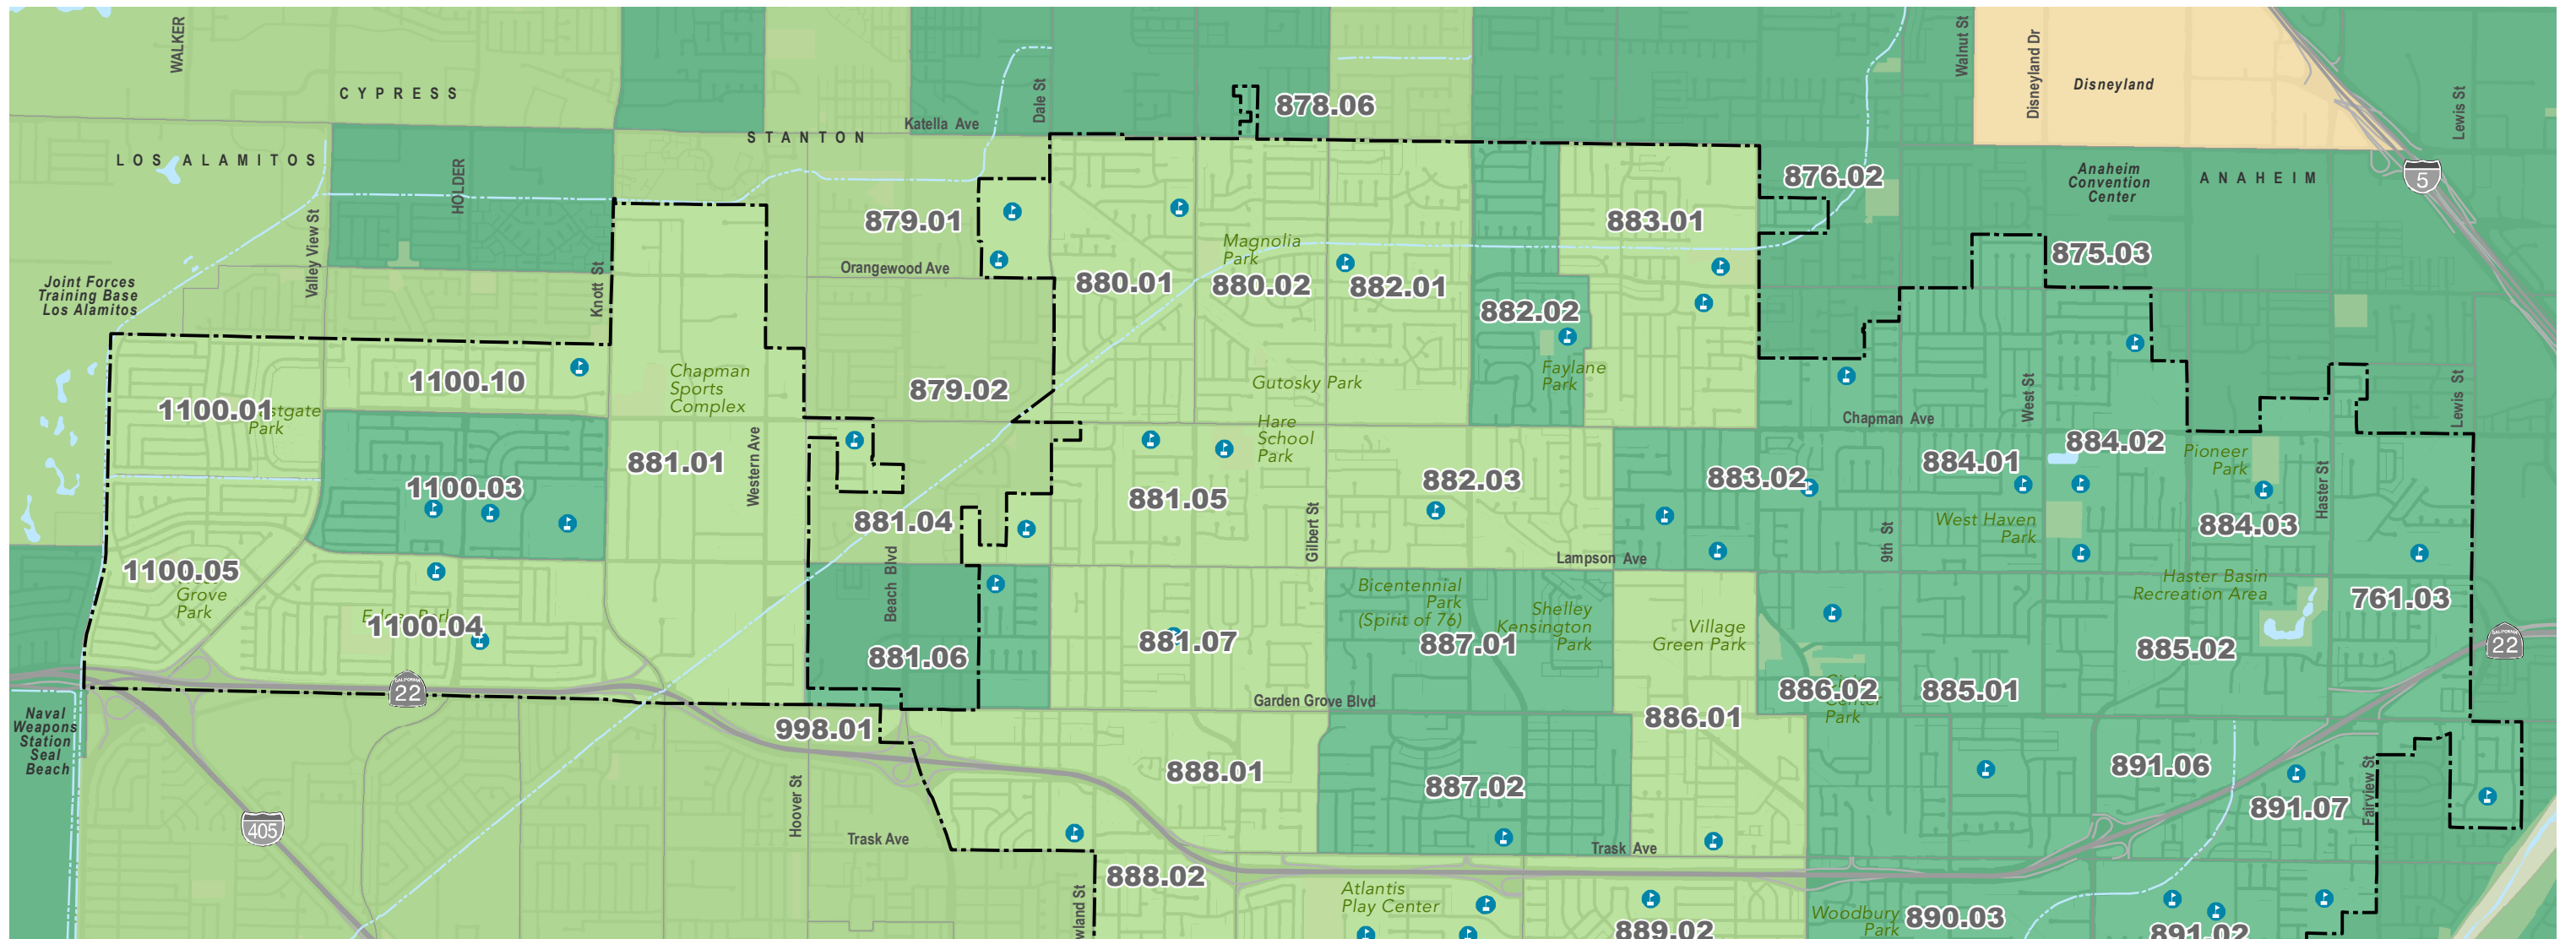 WALKER
CYPRESS
LOS ALAMITOS
HOLDER
STANTON
Katella Ave
Dale St
878.06
Walnut St
Disneyland Dr
Disneyland
Lewis St
5
876.02
Anaheim
Convention
Center
ANAHEIM
Joint Forces
Training Base
Los Alamitos
Valley View St
Knott St
879.01
Orangewood Ave
880.01
Magnolia
Park
880.02
882.01
882.02
883.01
875.03
1100.01
Park
1100.10
Chapman
Sports
Complex
879.02
Gutosky Park
Faylane
Park
Chapman Ave
West St
Lewis St
1100.03
881.01
Western Ave
881.04
Hare
School
Park
881.05
882.03
883.02
884.01
884.02
Pioneer
Park
Haster St
884.03
West Haven
Park
9th St
Gilbert St
Lampson Ave
1100.05
Grove
Park
1100.04
Beach Blvd
881.06
881.07
Bicentennial
Park
(Spirit of 76)
887.01
Shelley
Kensington
Park
Village
Green Park
Haster Basin
Recreation Area
761.03
885.02
22
CALIFORNIA
22
Naval
Weapons
Station
Seal
Beach
998.01
Garden Grove Blvd
886.01
886.02
Park
885.01
405
Hoover St
Trask Ave
888.01
887.02
Trask Ave
891.06
891.07
Fairview St
888.02
Atlantis
Play Center
889.02
Woodbury
Park
890.03
891.02